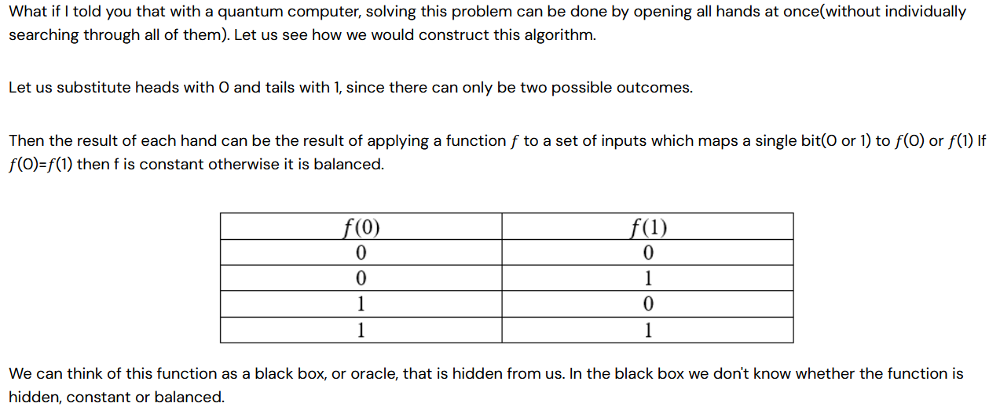 What if I told you that with a quantum computer, solving this problem can be done by opening all hands at once(without individually
searching through all of them). Let us see how we would construct this algorithm.
Let us substitute heads with 0 and tails with 1, since there can only be two possible outcomes.
Then the result of each hand can be the result of applying a function f to a set of inputs which maps a single bit(0 or 1) to f(0) or f(1) If
f(0)=f(1) then f is constant otherwise it is balanced.
f(0) f(1)
0 0
0 1
1 0
1 1
We can think of this function as a black box, or oracle, that is hidden from us. In the black box we don't know whether the function is
hidden, constant or balanced.